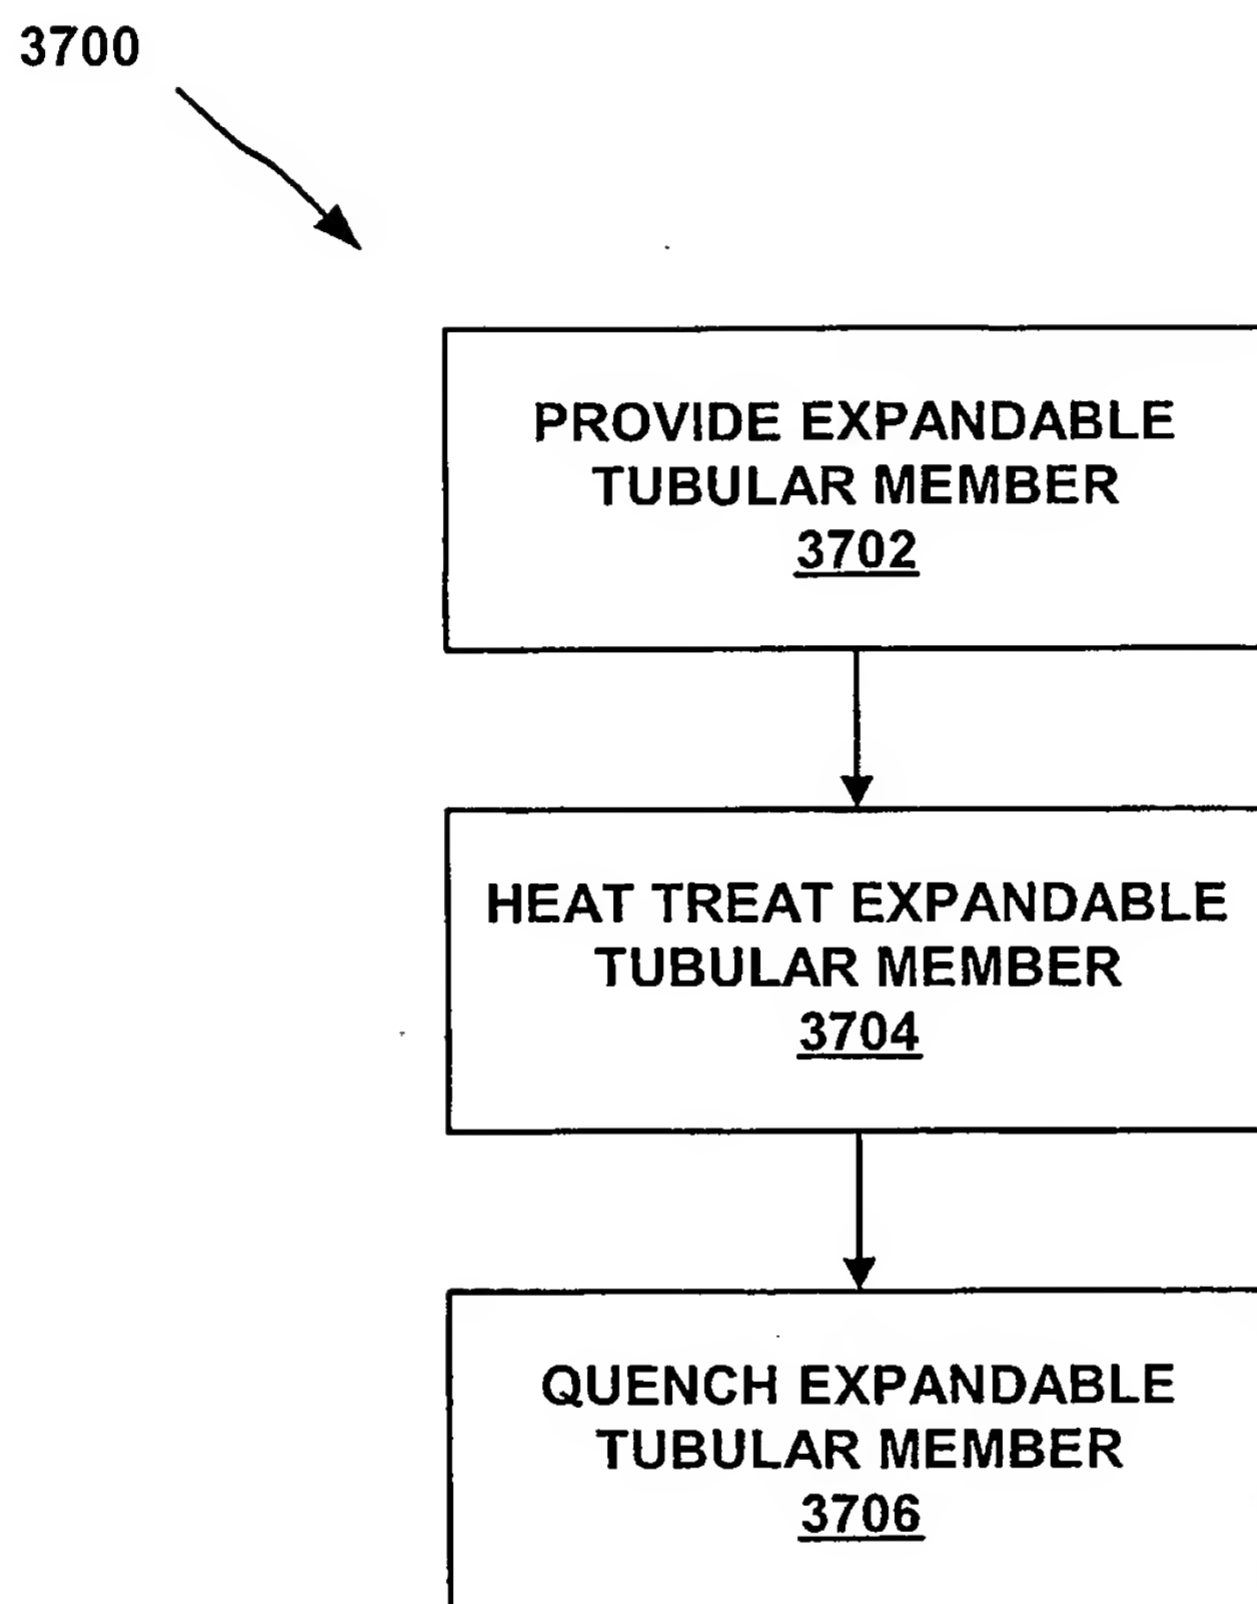 3700
PROVIDE EXPANDABLE
TUBULAR MEMBER
3702
HEAT TREAT EXPANDABLE
TUBULAR MEMBER
3704
QUENCH EXPANDABLE
TUBULAR MEMBER
3706